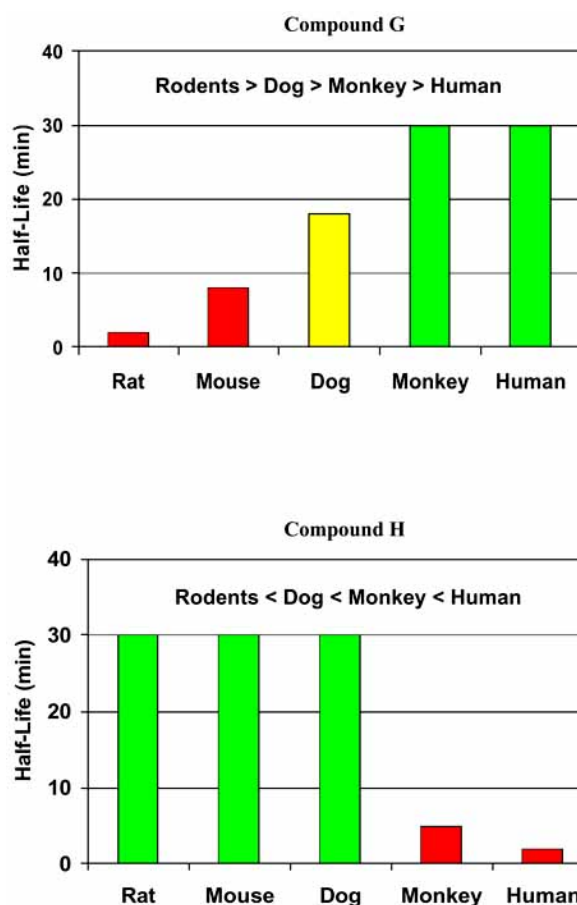 Compound G
40
Rodents > Dog > Monkey > Human
30
20
10
0
Half-Life (min)
Rat Mouse Dog Monkey Human
Compound H
40
Rodents < Dog < Monkey < Human
30
20
10
0
Half-Life (min)
Rat Mouse Dog Monkey Human